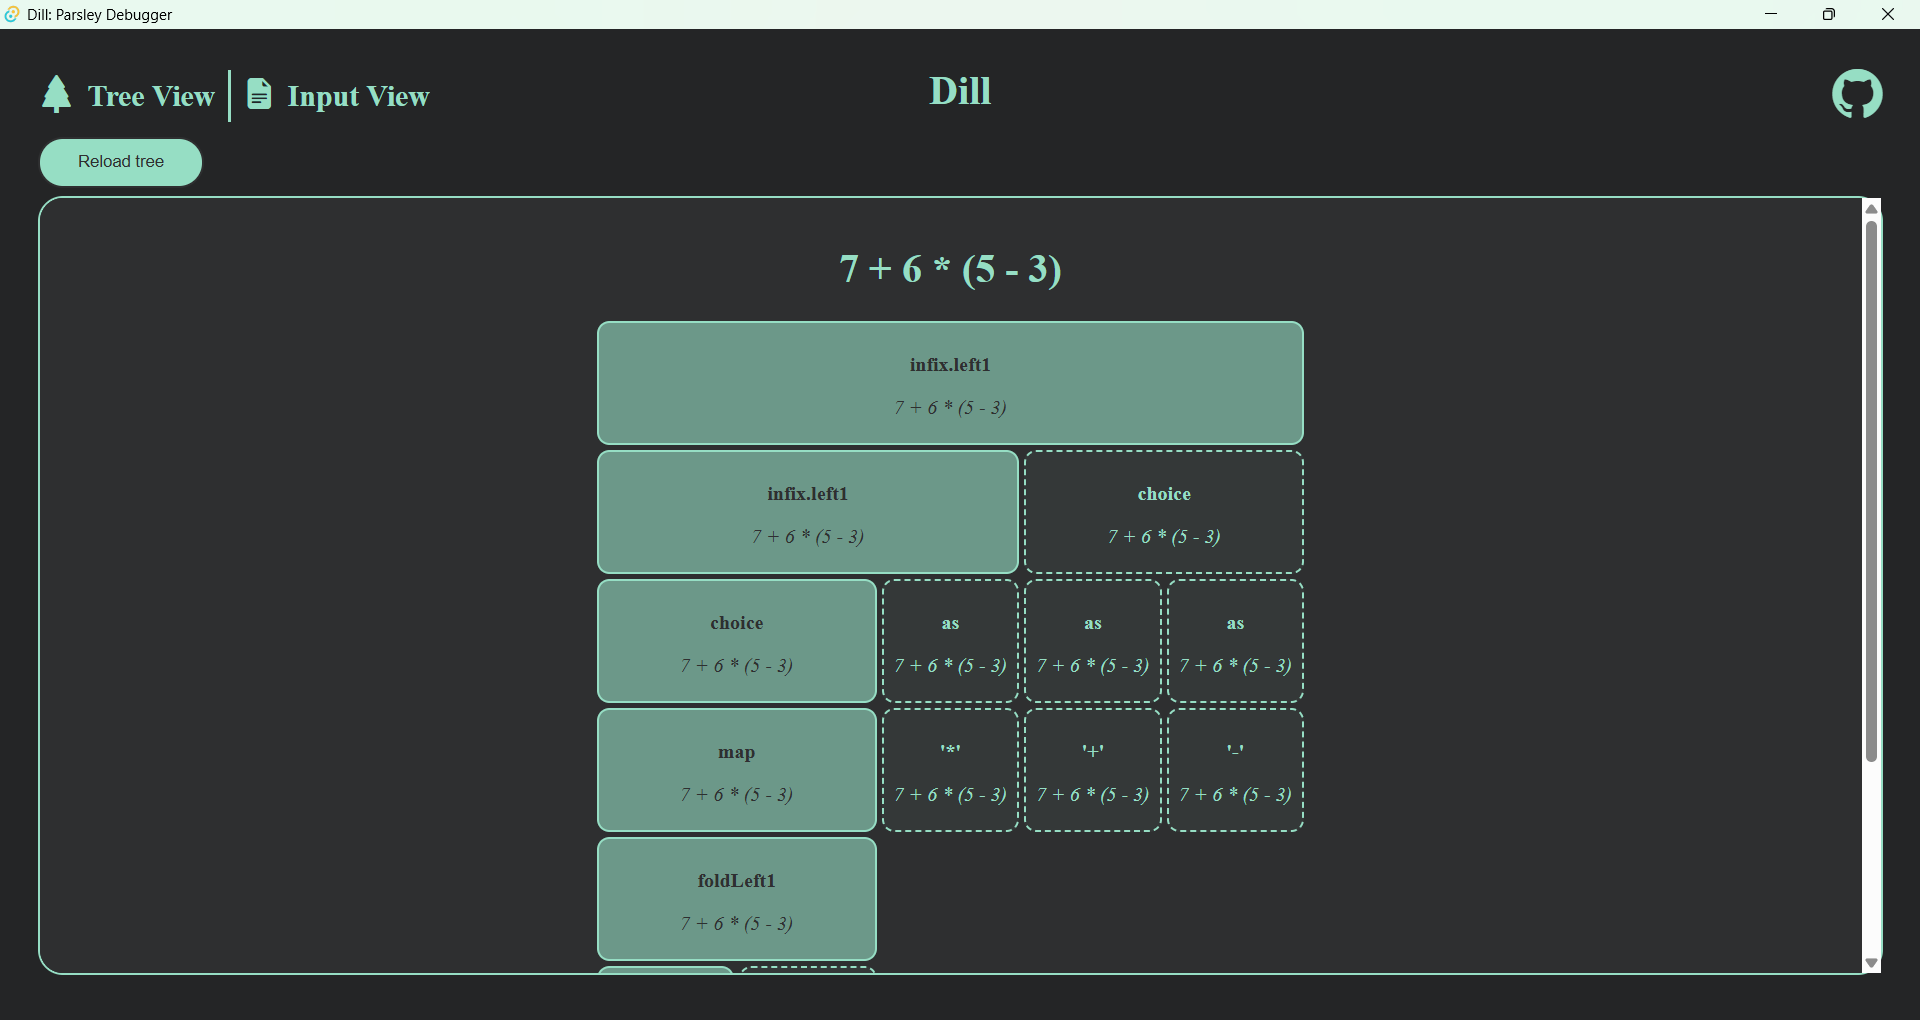 Dill: Parsley Debugger
Tree View
Input View
Dill
Reload tree
7 + 6 * (5 - 3)
infix.left1
7 + 6 * (5 - 3)
infix.left1
7 + 6 * (5 - 3)
choice
7 + 6 * (5 - 3)
choice
7 + 6 * (5 - 3)
as
7 + 6 * (5 - 3)
as
7 + 6 * (5 - 3)
as
7 + 6 * (5 - 3)
map
7 + 6 * (5 - 3)
'*'
7 + 6 * (5 - 3)
'+'
7 + 6 * (5 - 3)
'-'
7 + 6 * (5 - 3)
foldLeft1
7 + 6 * (5 - 3)